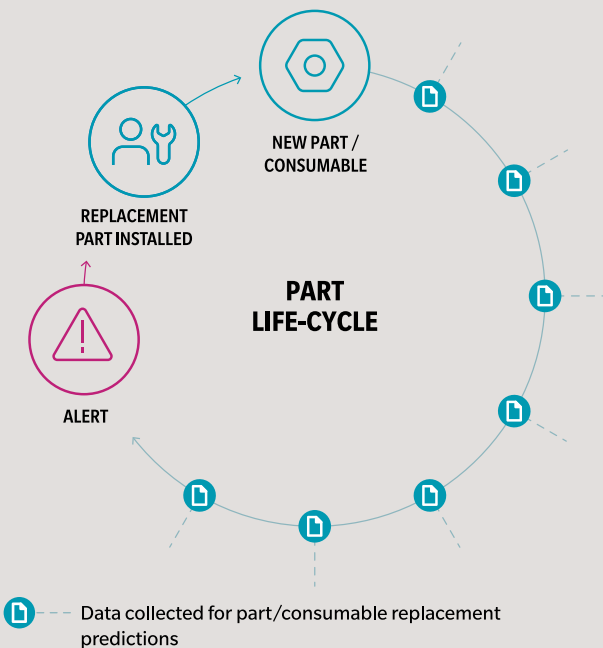 NEW PART /
CONSUMABLE
REPLACEMENT
PART INSTALLED
PART
LIFE-CYCLE
ALERT
Data collected for part/consumable replacement
predictions